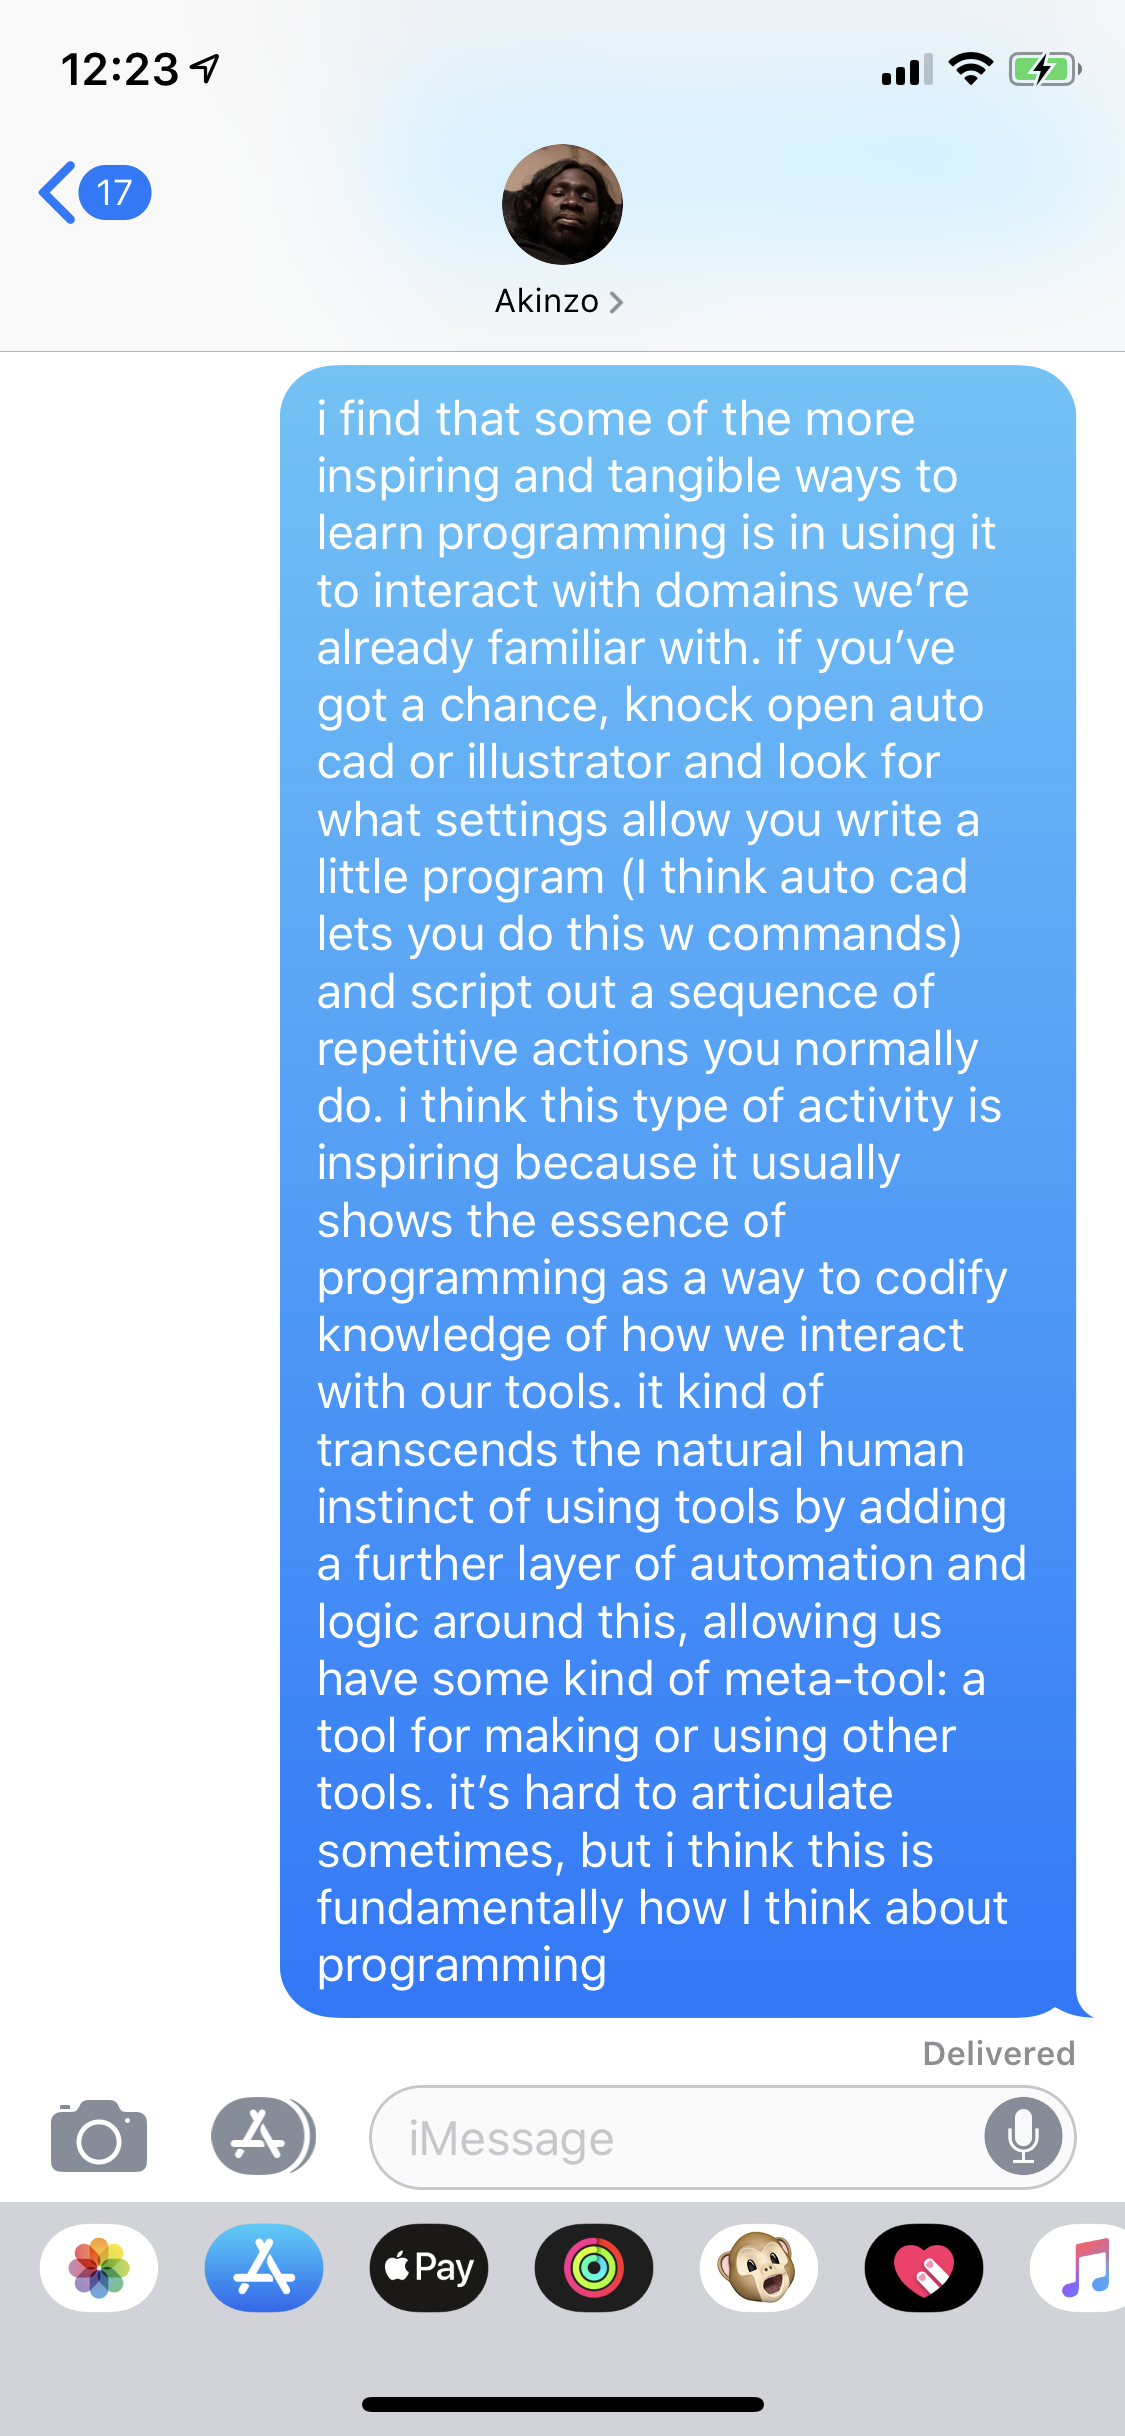 12:23
17
Akinzo
i find that some of the more
inspiring and tangible ways to
learn programming is in using it
to interact with domains we’re
already familiar with. if you’ve
got a chance, knock open auto
cad or illustrator and look for
what settings allow you write a
little program (I think auto cad
lets you do this w commands)
and script out a sequence of
repetitive actions you normally
do. i think this type of activity is
inspiring because it usually
shows the essence of
programming as a way to codify
knowledge of how we interact
with our tools. it kind of
transcends the natural human
instinct of using tools by adding
a further layer of automation and
logic around this, allowing us
have some kind of meta-tool: a
tool for making or using other
tools. it’s hard to articulate
sometimes, but i think this is
fundamentally how I think about
programming
Delivered
iMessage
Pay